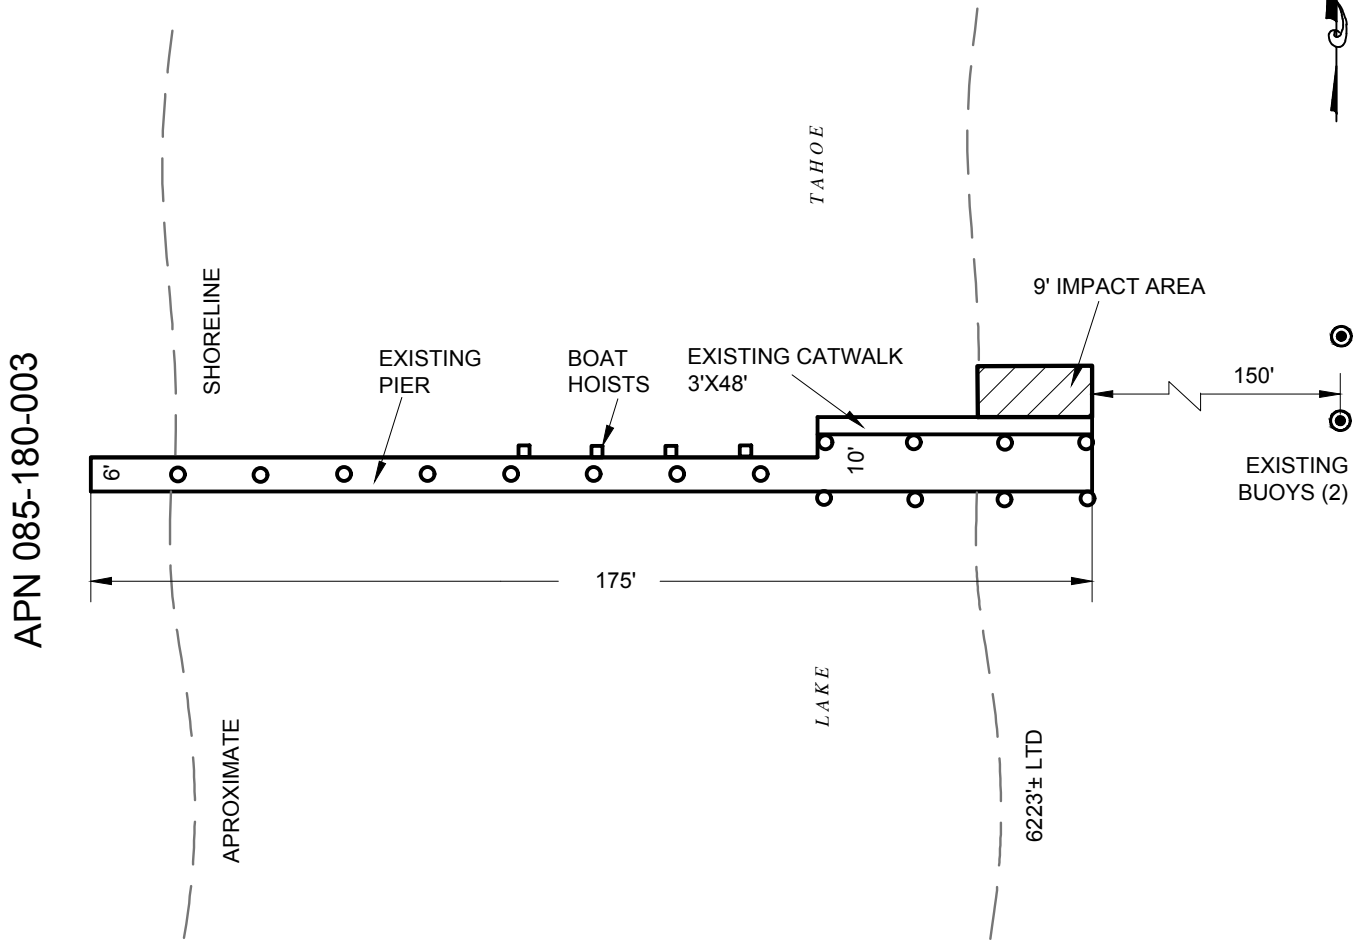 APN 085-180-003
SHORELINE
APROXIMATE
TAHOE
LAKE
9' IMPACT AREA
EXISTING
PIER
BOAT
HOISTS
EXISTING CATWALK
3'X48'
150'
6'
10'
EXISTING
BUOYS (2)
175'
6223'± LTD